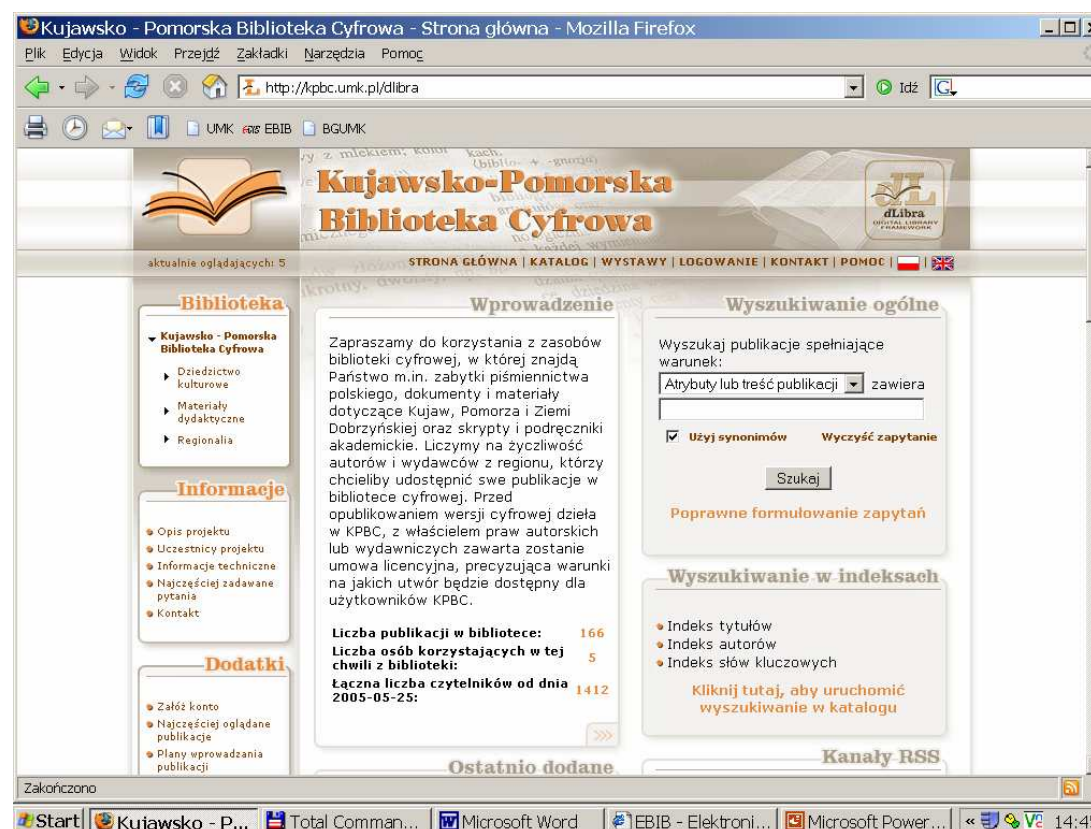 Kujawsko - Pomorska Biblioteka Cyfrowa - Strona główna - Mozilla Firefox
Plik Edycja Widok Przejdź Zakładki Narzędzia Pomoc
http://kpbc.umk.pl/dlibra
Idź
UMK EBIB BGUMK
Kujawsko-Pomorska
Biblioteka Cyfrowa
dL
dLibra
DIGITAL LIBRARY
FRAMEWORK
aktualnie oglądających: 5
STRONA GŁÓWNA | KATALOG | WYSTAWY | LOGOWANIE | KONTAKT | POMOC |
Biblioteka
Kujawsko - Pomorska
Biblioteka Cyfrowa
Dziedzictwo
kulturowe
Materiały
dydaktyczne
Regionalia
Informacje
Opis projektu
Uczestnicy projektu
Informacje techniczne
Najczęściej zadawane
pytania
Kontakt
Dodatki
Załóż konto
Najczęściej oglądane
publikacje
Plany wprowadzania
publikacji
Wprowadzenie
Zapraszamy do korzystania z zasobów
biblioteki cyfrowej, w której znajdą
Państwo m.in. zabytki piśmiennictwa
polskiego, dokumenty i materiały
dotyczące Kujaw, Pomorza i Ziemi
Dobrzyńskiej oraz skrypty i podręczniki
akademickie. Liczymy na życzliwość
autorów i wydawców z regionu, którzy
chcieliby udostępnić swe publikacje w
bibliotece cyfrowej. Przed
opublikowaniem wersji cyfrowej dzieła
w KPBC, z właścielem praw autorskich
lub wydawniczych zawarta zostanie
umowa licencyjna, precyzująca warunki
na jakich utwór będzie dostępny dla
użytkowników KPBC.
Liczba publikacji w bibliotece: 166
Liczba osób korzystających w tej
chwili z biblioteki: 5
Łączna liczba czytelników od dnia
2005-05-25: 1412
Ostatnio dodane
Wyszukiwanie ogólne
Wyszukaj publikacje spełniające
warunek:
Atrybuty lub treść publikacji zawiera
Użyj synonimów Wyczyść zapytanie
Szukaj
Poprawne formułowanie zapytań
Wyszukiwanie w indeksach
Indeks tytułów
Indeks autorów
Indeks słów kluczowych
Kliknij tutaj, aby uruchomić
wyszukiwanie w katalogu
Kanały RSS
Zakończono
Start Kujawsko - P... Total Comman... Microsoft Word EBIB - Elektroni... Microsoft Power... « 14:48